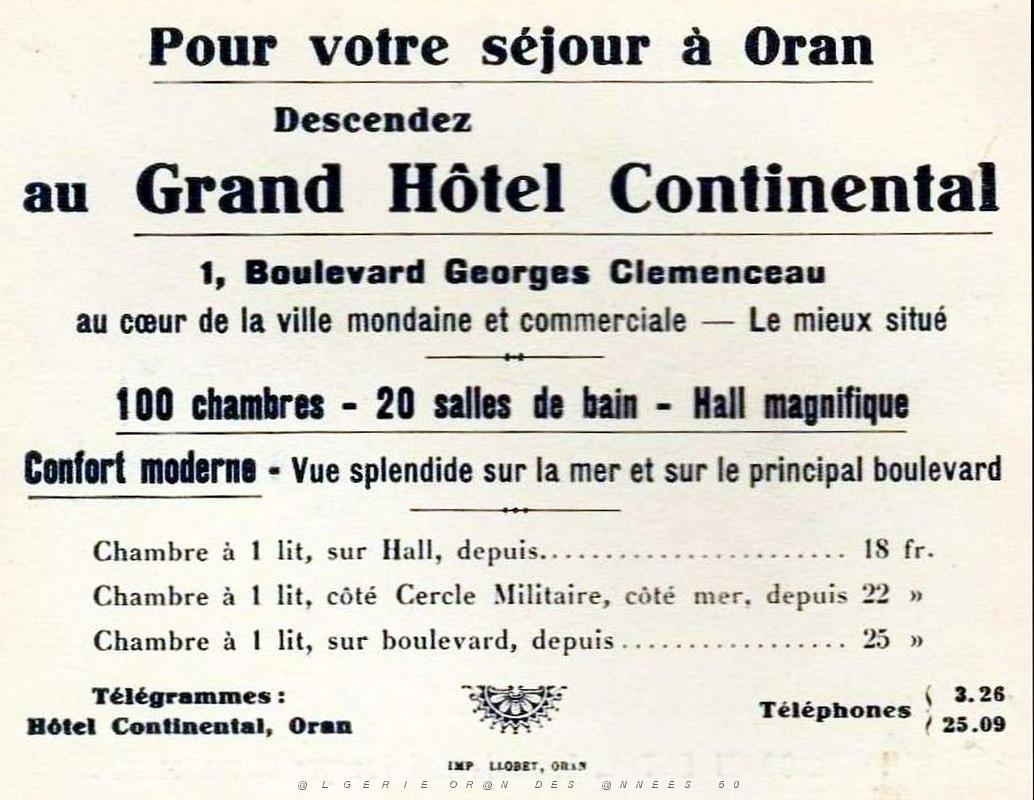 Pour votre séjour à Oran
Descendez
au Grand Hôtel Continental
1, Boulevard Georges Clemenceau
au cœur de la ville mondaine et commerciale — Le mieux situé
100 chambres - 20 salles de bain - Hall magnifique
Confort moderne - Vue splendide sur la mer et sur le principal boulevard
Chambre à 1 lit, sur Hall, depuis...................... 18 fr.
Chambre à 1 lit, côté Cercle Militaire, côté mer, depuis 22 »
Chambre à 1 lit, sur boulevard, depuis ................. 25 »
Télégrammes :
Hôtel Continental, Oran
Téléphones { 3.26
25.09
IMP. LLOBET, ORAN
@LGERIE OR@N DES @NNEES 50